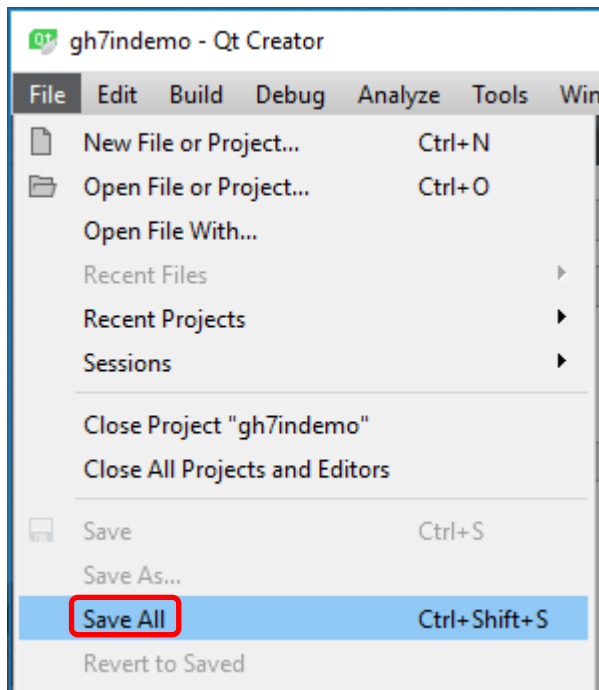 gh7indemo - Qt Creator
File Edit Build Debug Analyze Tools Win
New File or Project... Ctrl+N
Open File or Project... Ctrl+O
Open File With...
Recent Files
Recent Projects
Sessions
Close Project "gh7indemo"
Close All Projects and Editors
Save Ctrl+S
Save As...
Save All Ctrl+Shift+S
Revert to Saved